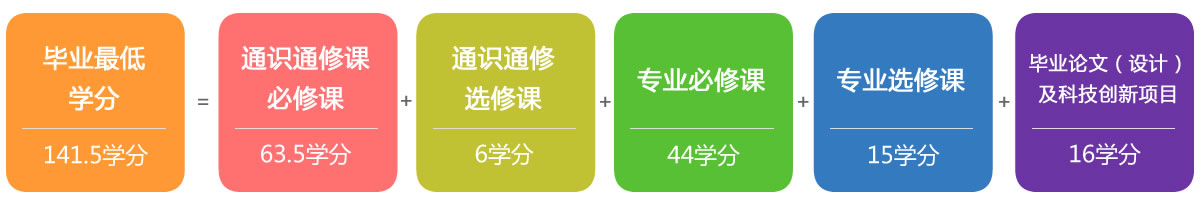 毕业最低
学分
141.5学分
=
通识通修课
必修课
63.5学分
+
通识通修
选修课
6学分
+
专业必修课
44学分
+
专业选修课
15学分
+
毕业论文（设计）
及科技创新项目
16学分